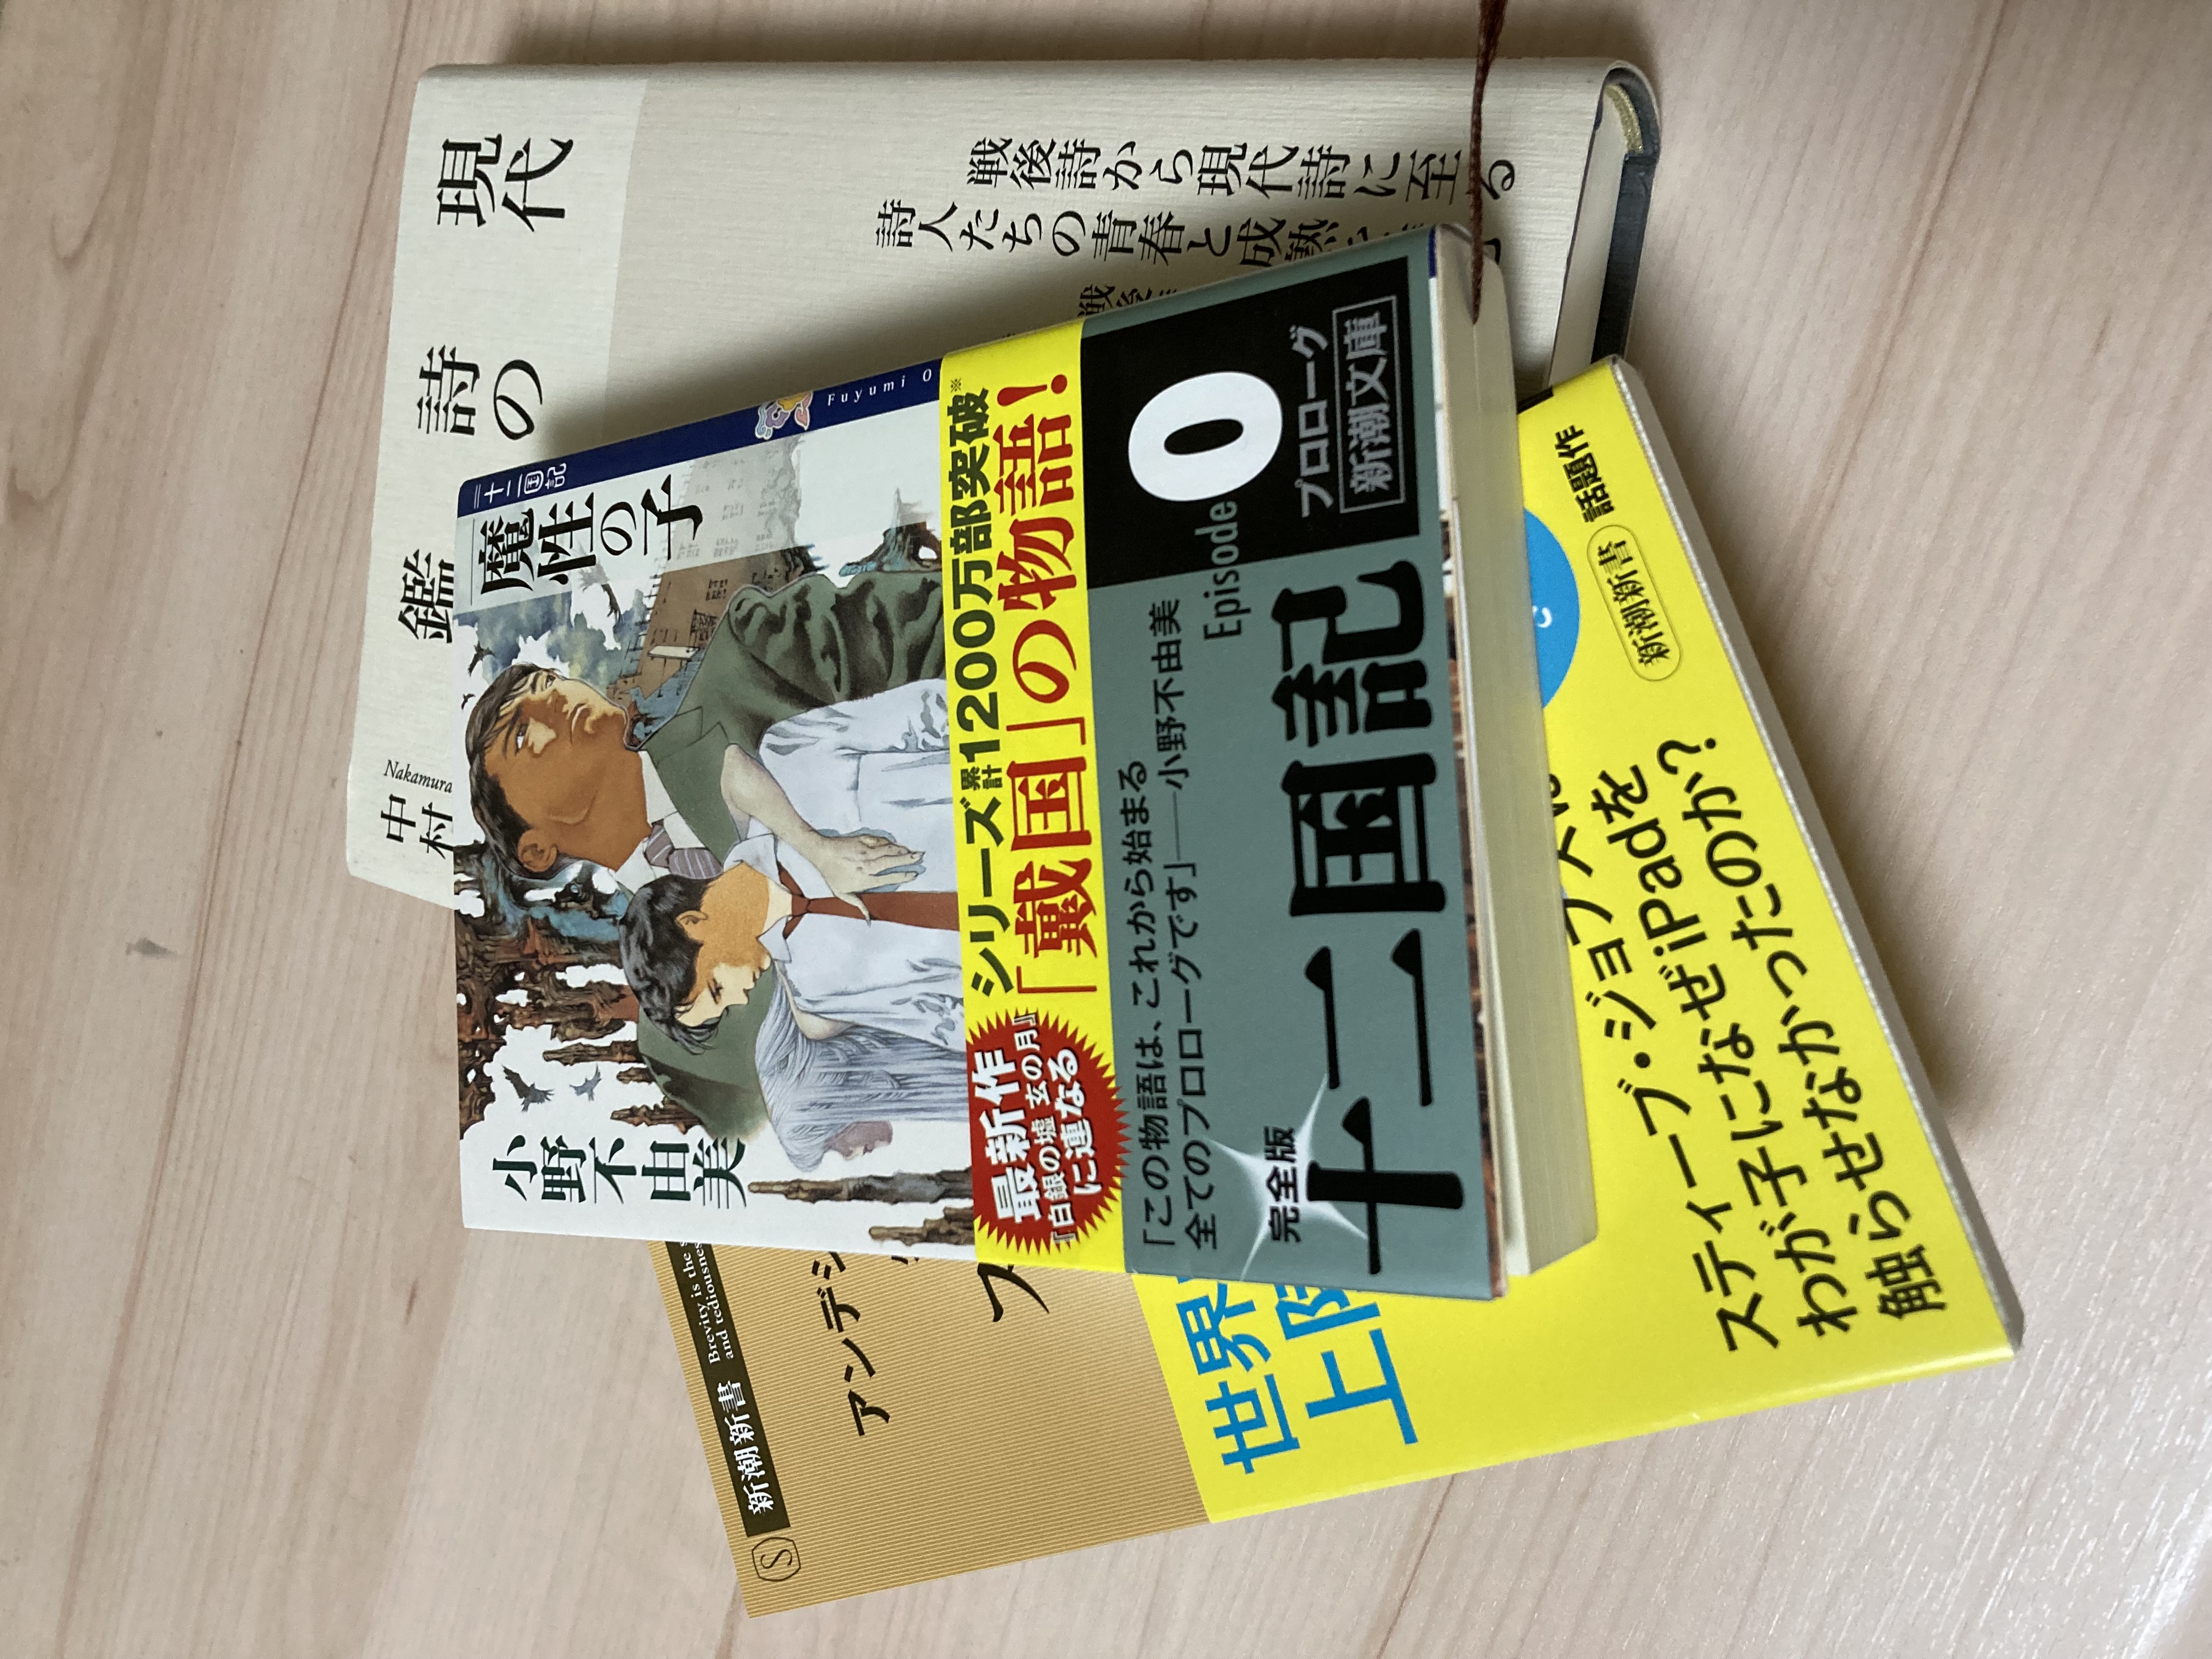 現代
詩の
鑑
中村
Nakamura
戦後詩から現代詩に至る
詩人たちの青春と成熟
十二国記
魔性の子
小野不由美
Fuyumi O
最新作
『白銀の墟 玄の月』
に連なる
シリーズ累計1200万部突破※
「戴国」の物語！
「この物語は、これから始まる
全てのプロローグです」――小野不由美
Episode 0
プロローグ
新潮文庫
完全版
十二国記
S 新潮新書
Brevity is the s
and tediousnes
アンデシ
ス
世界
上
スティーブ・ジョブズは
わが子になぜiPadを
触らせなかったのか？
新潮新書 話題作